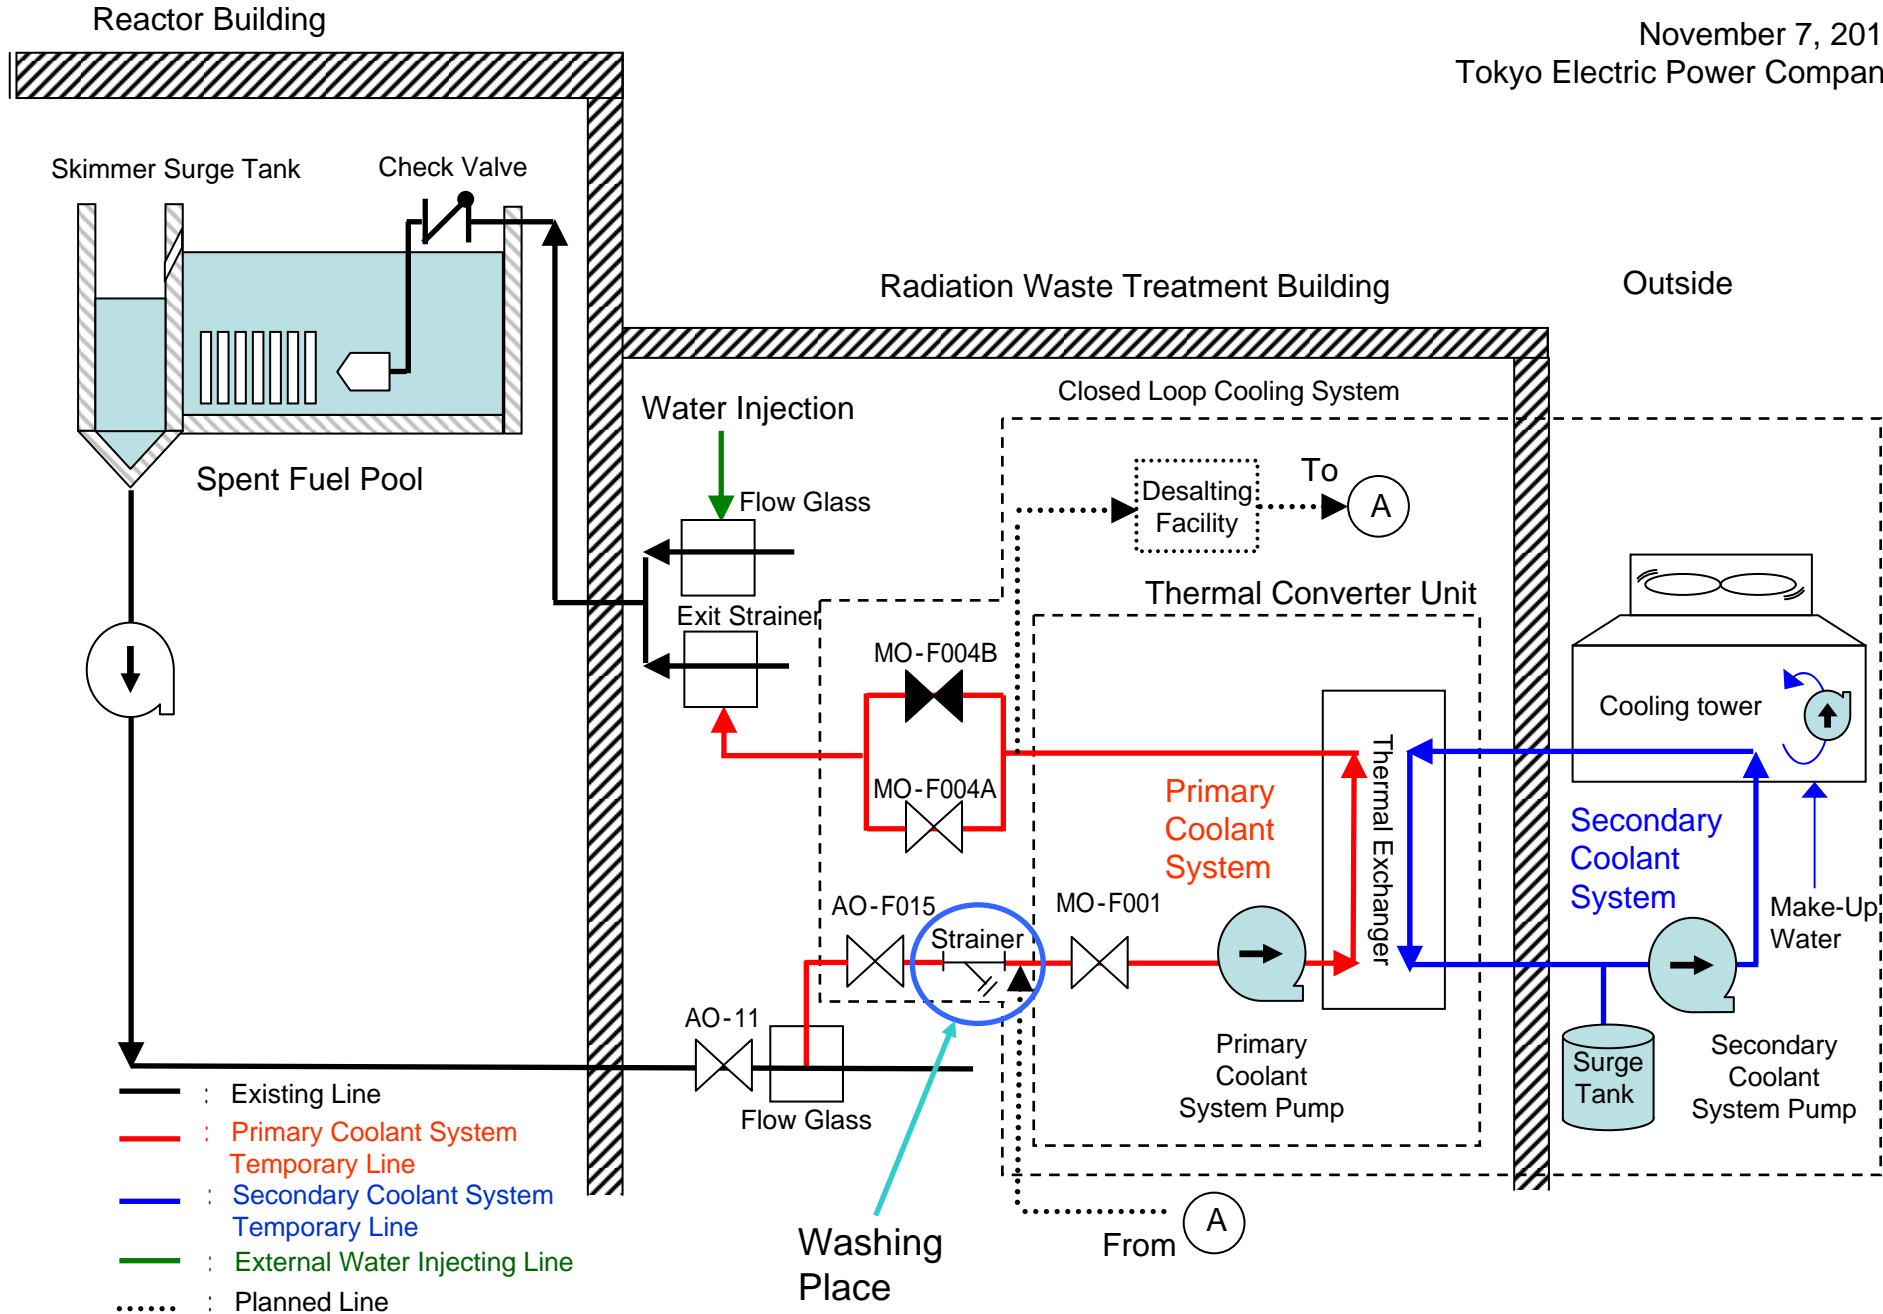 Reactor Building
November 7, 201
Tokyo Electric Power Compan
Skimmer Surge Tank
Check Valve
Radiation Waste Treatment Building
Outside
Closed Loop Cooling System
Water Injection
Spent Fuel Pool
Flow Glass
To
A
Desalting
Facility
Thermal Converter Unit
Exit Strainer
MO-F004B
Cooling tower
MO-F004A
Thermal Exchanger
Primary
Coolant
System
Secondary
Coolant
System
Make-Up
Water
AO-F015
Strainer
MO-F001
AO-11
Flow Glass
Primary
Coolant
System Pump
Surge
Tank
Secondary
Coolant
System Pump
: Existing Line
: Primary Coolant System
Temporary Line
: Secondary Coolant System
Temporary Line
: External Water Injecting Line
: Planned Line
Washing
Place
From
A